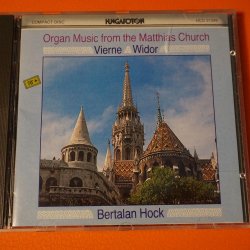 COMPACT DISC HUNGAROTON
Organ Music from the Matthias Church
Vierne Widor
Bertalan Hock